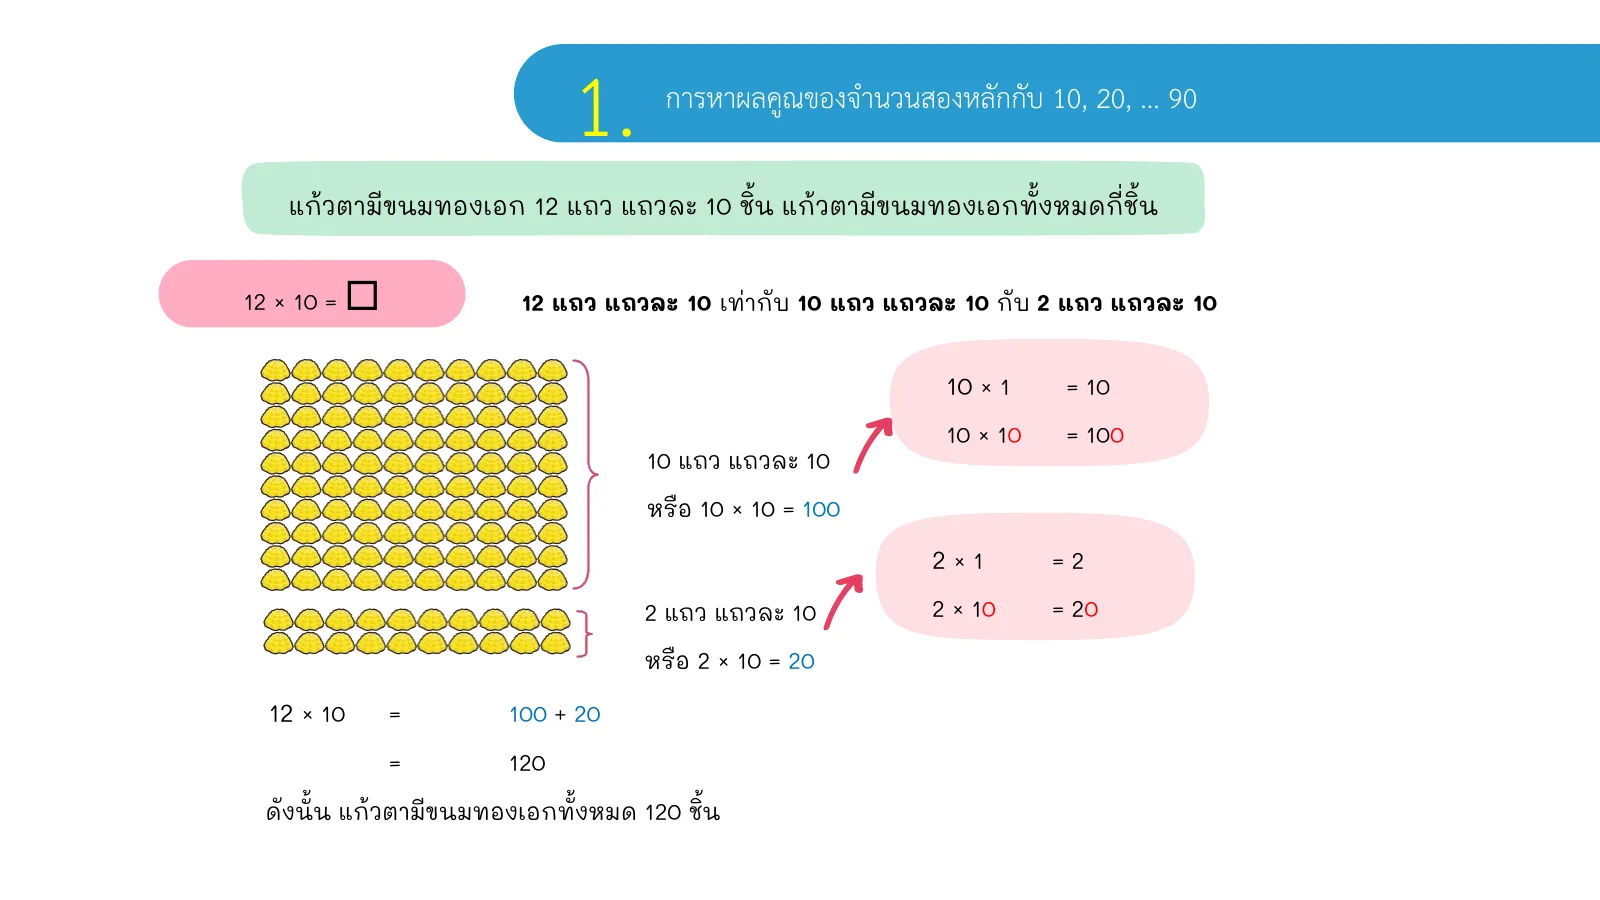 1. การหาผลคูณของจำนวนสองหลักกับ 10, 20, ... 90
แก้วตามีขนมทองเอก 12 แถว แถวละ 10 ชิ้น แก้วตามีขนมทองเอกทั้งหมดกี่ชิ้น
12 × 10 = □
12 แถว แถวละ 10 เท่ากับ 10 แถว แถวละ 10 กับ 2 แถว แถวละ 10
10 แถว แถวละ 10
หรือ 10 × 10 = 100
10 × 1 = 10
10 × 10 = 100
2 แถว แถวละ 10
หรือ 2 × 10 = 20
2 × 1 = 2
2 × 10 = 20
12 × 10 = 100 + 20
= 120
ดังนั้น แก้วตามีขนมทองเอกทั้งหมด 120 ชิ้น